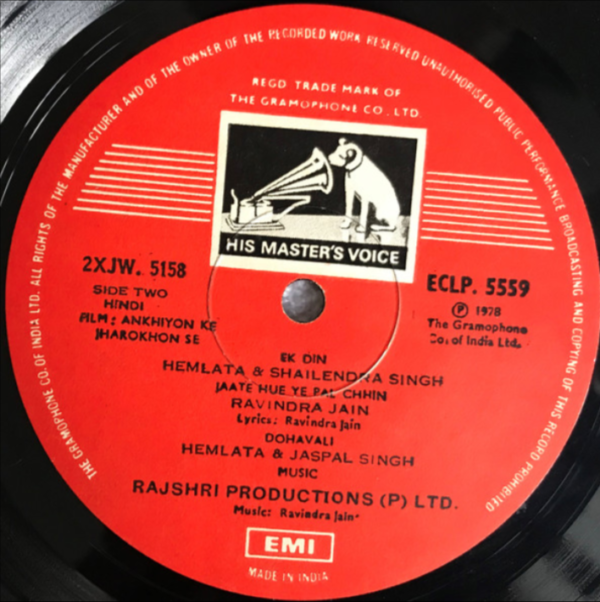 THE GRAMOPHONE CO. OF INDIA LTD. ALL RIGHTS OF THE MANUFACTURER AND OF THE OWNER OF THE RECORDED WORK RESERVED UNAUTHORISED PUBLIC PERFORMANCE BROADCASTING AND COPYING OF THIS RECORD PROHIBITED
REGD TRADE MARK OF
THE GRAMOPHONE CO. LTD.
HIS MASTER'S VOICE
2XJW. 5158
SIDE TWO
HINDI
FILM; ANKHIYON KE
JHAROKHON SE
ECLP. 5559
℗ 1978
The Gramophone
Co. of India Ltd.
EK DIN
HEMLATA & SHAILENDRA SINGH
JAATE HUE YE PAL CHHIN
RAVINDRA JAIN
Lyrics: Ravindra Jain
DOHAVALI
HEMLATA & JASPAL SINGH
MUSIC
RAJSHRI PRODUCTIONS (P) LTD.
Music: Ravindra Jain
EMI
MADE IN INDIA